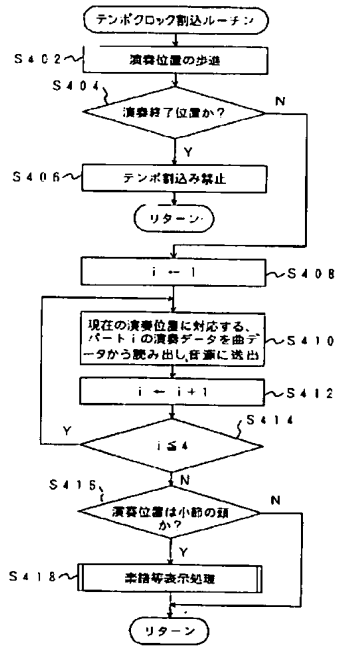 テンポクロック割込ルーチン
S402
演奏位置の歩進
S404
演奏終了位置か?
N
Y
S406
テンポ割込み禁止
リターン
i ← 1
S408
現在の演奏位置に対応する、
パートiの演奏データを曲デ
ータから読み出し、音源に送出
S410
i ← i+1
S412
S414
i≦4
Y
N
S416
演奏位置は小節の頭
か?
N
Y
S418
楽譜等表示処理
リターン